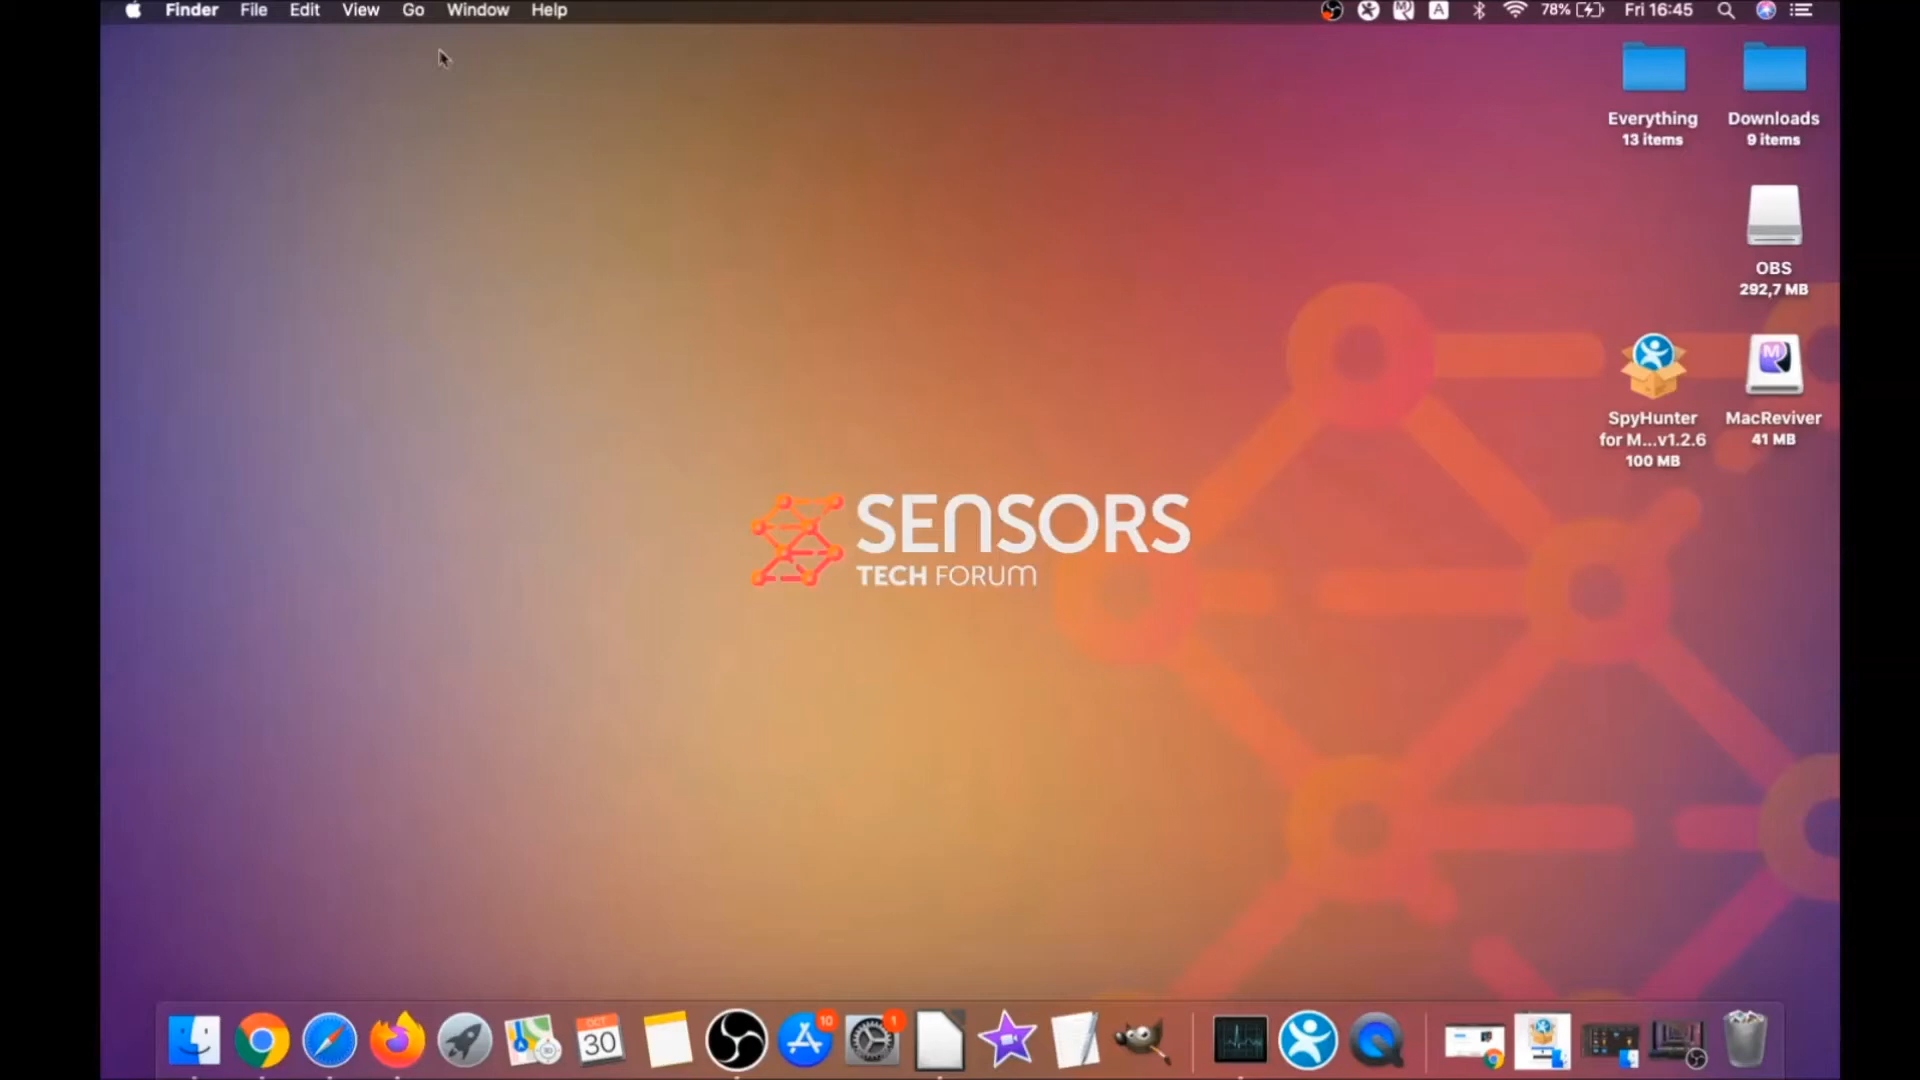 Finder File Edit View Go Window Help
A 78% Fri 16:45
Everything
13 items
Downloads
9 items
OBS
292,7 MB
SpyHunter
for M...v1.2.6
100 MB
MacReviver
41 MB
SENSORS
TECH FORUM
OCT
30
10
1